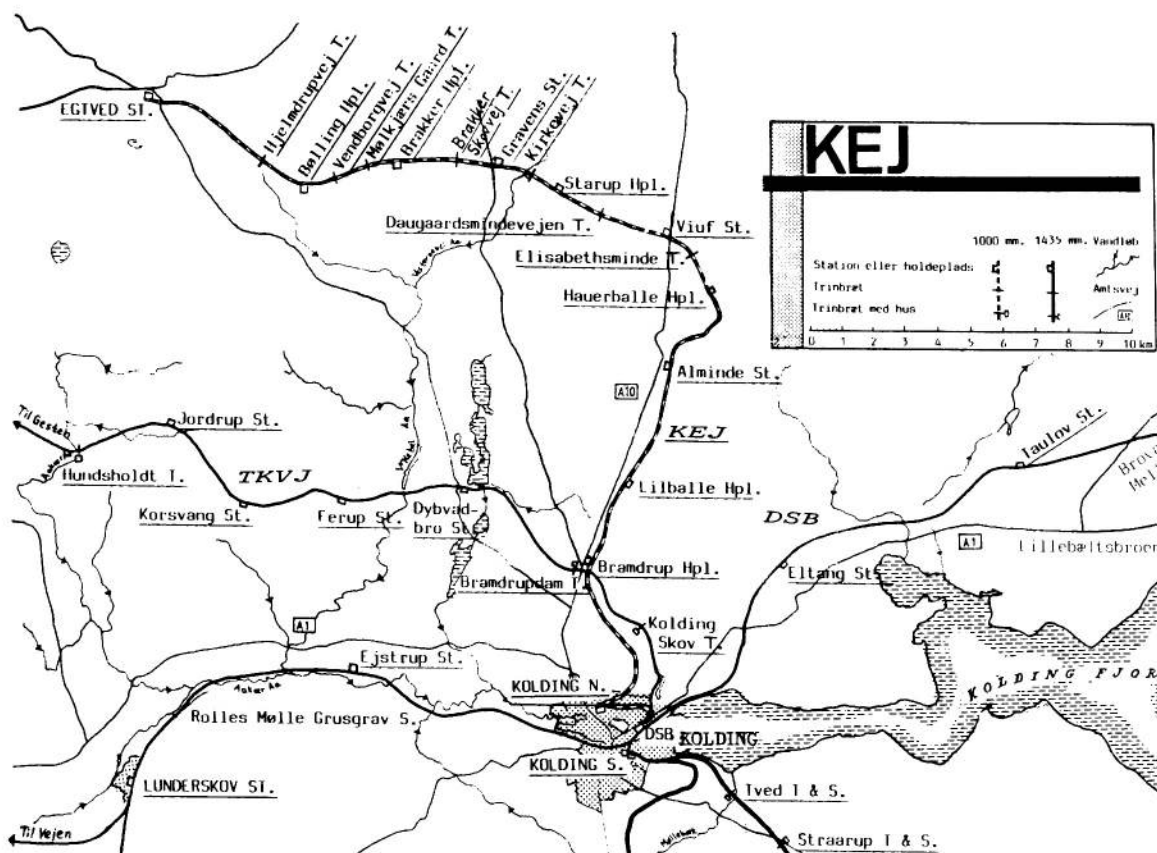 Hjelmdrupvej T.
Bølling Hpl.
Vendborgvej T.
Mølkjærs Gaard T.
Brakker Hpl.
Brakker
Skovvej T.
Gravens St.
Kirkevej T.
EGTVED ST.
Starup Hpl.
Daugaardsmindevejen T.
Viuf St.
Elisabethsminde T.
Hauerballe Hpl.
Alminde St.
A10
KEJ
Lilballe Hpl.
KEJ
1000 mm. 1435 mm. Vandløb
Station eller holdeplads
Trinbræt
Amtsvej
Trinbræt med hus
A10
0 1 2 3 4 5 6 7 8 9 10 km
Til Gesten
Jordrup St.
Hundsholdt T.
TKVJ
Korsvang St.
Ferup St.
Dybvad-
bro St.
Taulov St.
DSB
A1
Lillebæltsbroen
Eltang St.
Bramdrupdam T.
Bramdrup Hpl.
Kolding
Skov T.
A1
Ejstrup St.
KOLDING N.
KOLDING FJOR
Rolles Mølle Grusgrav S.
DSB KOLDING
KOLDING S.
LUNDERSKOV ST.
Til Vejen
Tved T & S.
Straarup T & S.